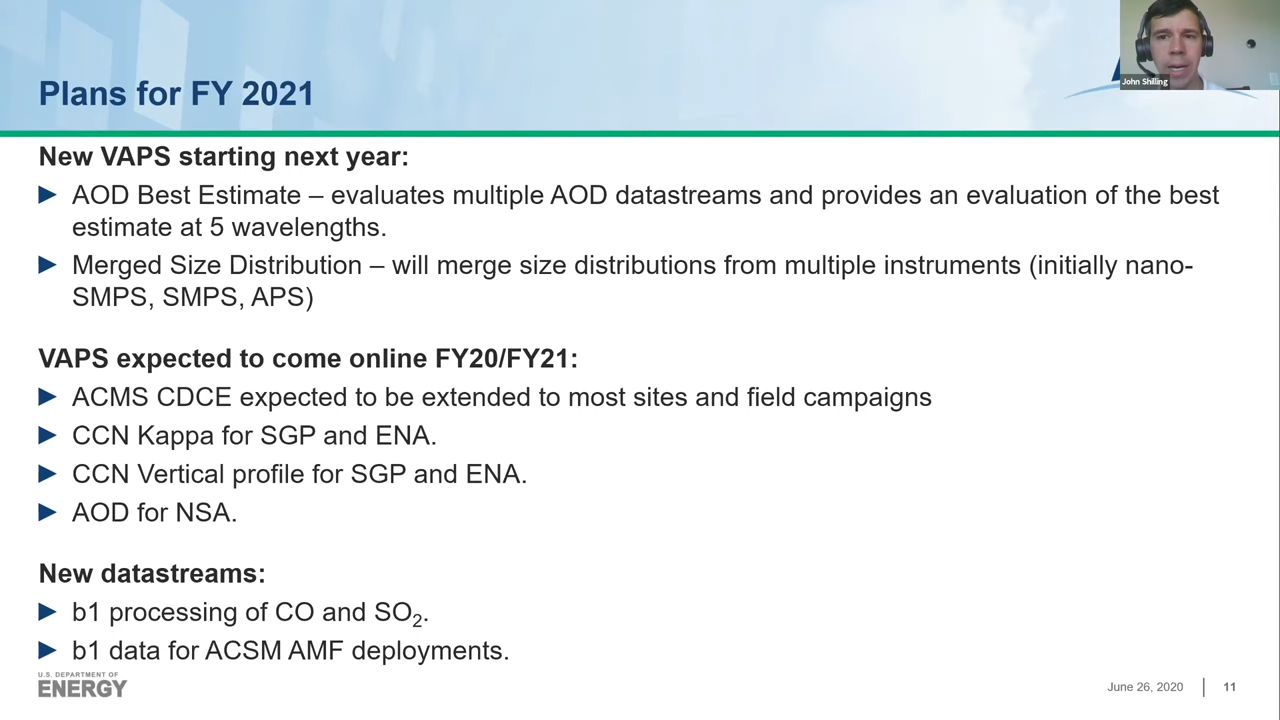 John Shilling
Plans for FY 2021
New VAPS starting next year:
► AOD Best Estimate – evaluates multiple AOD datastreams and provides an evaluation of the best
estimate at 5 wavelengths.
► Merged Size Distribution – will merge size distributions from multiple instruments (initially nano-
SMPS, SMPS, APS)
VAPS expected to come online FY20/FY21:
► ACMS CDCE expected to be extended to most sites and field campaigns
► CCN Kappa for SGP and ENA.
► CCN Vertical profile for SGP and ENA.
► AOD for NSA.
New datastreams:
► b1 processing of CO and SO₂.
► b1 data for ACSM AMF deployments.
U.S. DEPARTMENT OF
ENERGY
June 26, 2020 | 11